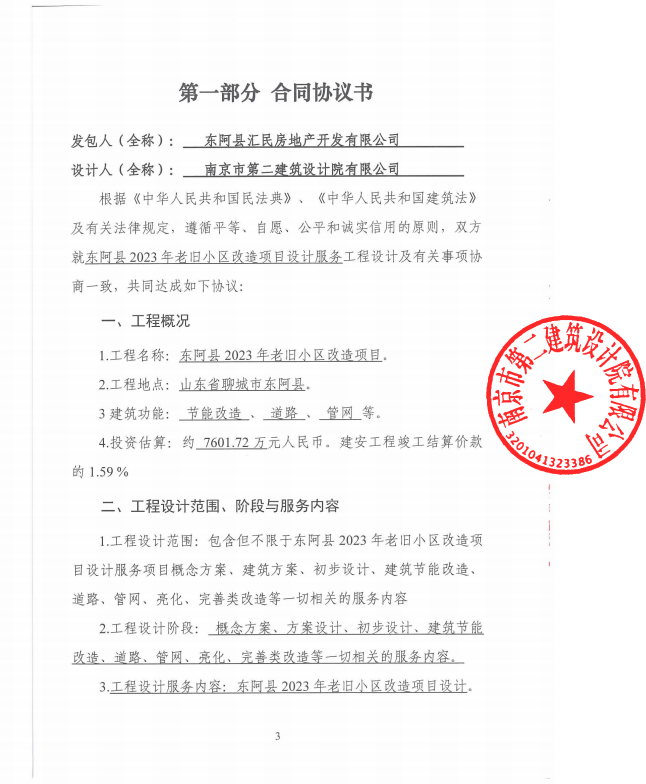 第一部分 合同协议书
发包人（全称）： 东阿县汇民房地产开发有限公司
设计人（全称）： 南京市第二建筑设计院有限公司
根据《中华人民共和国民法典》、《中华人民共和国建筑法》
及有关法律规定，遵循平等、自愿、公平和诚实信用的原则，双方
就东阿县 2023 年老旧小区改造项目设计服务工程设计及有关事项协
商一致，共同达成如下协议：
一、工程概况
1.工程名称：东阿县 2023 年老旧小区改造项目。
2.工程地点：山东省聊城市东阿县。
3 建筑功能： 节能改造 、 道路 、 管网 等。
4.投资估算：约 7601.72 万元人民币。建安工程竣工结算价款
的 1.59 %
二、工程设计范围、阶段与服务内容
1.工程设计范围：包含但不限于东阿县 2023 年老旧小区改造项
目设计服务项目概念方案、建筑方案、初步设计、建筑节能改造、
道路、管网、亮化、完善类改造等一切相关的服务内容
2.工程设计阶段： 概念方案、方案设计、初步设计、建筑节能
改造、道路、管网、亮化、完善类改造等一切相关的服务内容。
3.工程设计服务内容：东阿县 2023 年老旧小区改造项目设计。
3
南京市第二建筑设计院有限公司
3201041323386